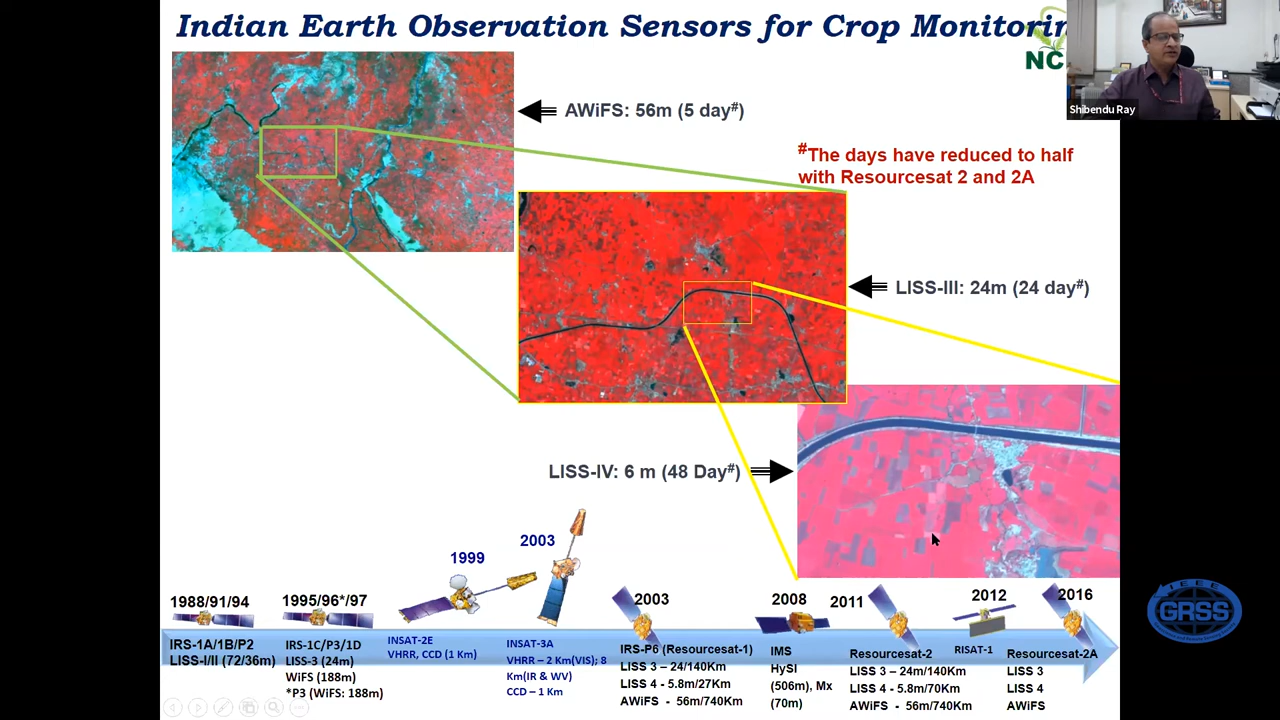 Indian Earth Observation Sensors for Crop Monitorin
NC
Shibendu Ray
AWiFS: 56m (5 day#)
#The days have reduced to half
with Resourcesat 2 and 2A
LISS-III: 24m (24 day#)
LISS-IV: 6 m (48 Day#)
1988/91/94
IRS-1A/1B/P2
LISS-I/II (72/36m)
1995/96*/97
IRS-1C/P3/1D
LISS-3 (24m)
WiFS (188m)
*P3 (WiFS: 188m)
1999
INSAT-2E
VHRR, CCD (1 Km)
2003
INSAT-3A
VHRR – 2 Km(VIS); 8
Km(IR & WV)
CCD – 1 Km
2003
IRS-P6 (Resourcesat-1)
LISS 3 – 24/140Km
LISS 4 - 5.8m/27Km
AWiFS - 56m/740Km
2008
IMS
HySI
(506m), Mx
(70m)
2011
Resourcesat-2
LISS 3 – 24m/140Km
LISS 4 - 5.8m/70Km
AWiFS - 56m/740Km
2012
RISAT-1
2016
Resourcesat-2A
LISS 3
LISS 4
AWiFS
IEEE
GRSS